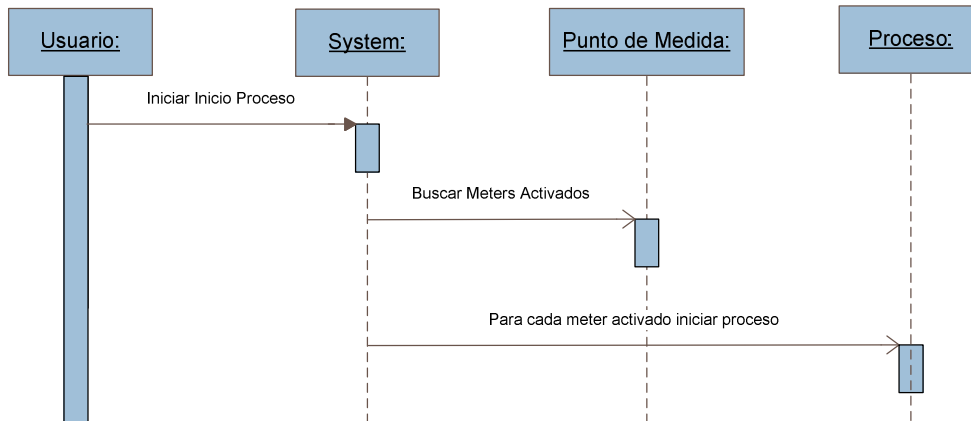 Usuario:
System:
Punto de Medida:
Proceso:
Iniciar Inicio Proceso
Buscar Meters Activados
Para cada meter activado iniciar proceso